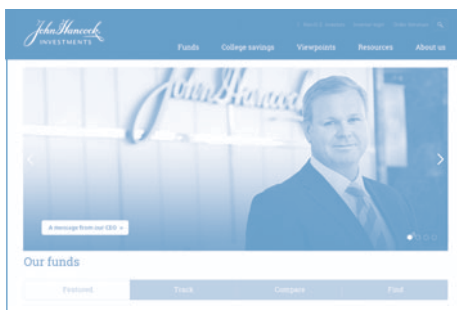 John Hancock
INVESTMENTS
Funds College savings Viewpoints Resources About us
John Hancock
A message from our CEO
Our funds
Featured Track Compare Find